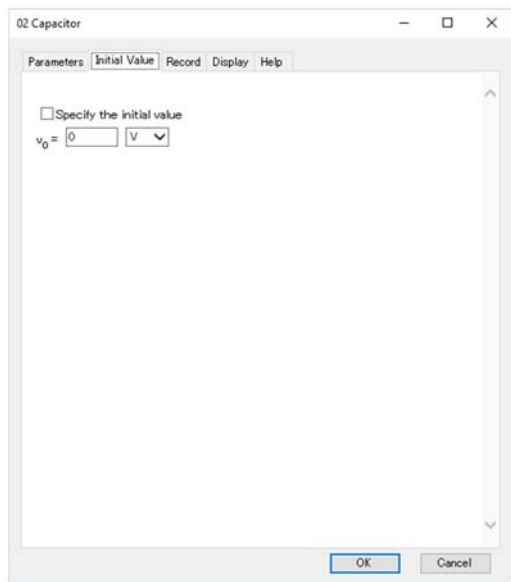 02 Capacitor
Parameters Initial Value Record Display Help
Specify the initial value
v0 = 0 V
OK Cancel